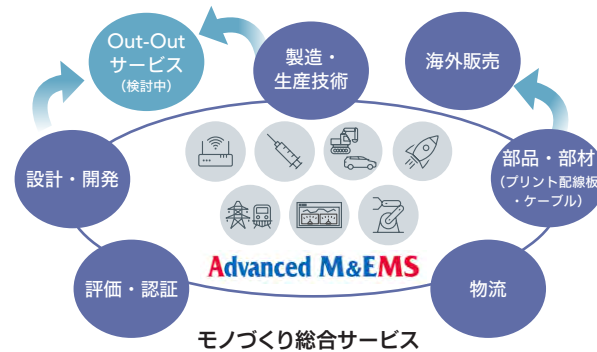 Out-Out
サービス
（検討中）
製造・
生産技術
海外販売
設計・開発
部品・部材
（プリント配線板
・ケーブル）
Advanced M&EMS
評価・認証
物流
モノづくり総合サービス